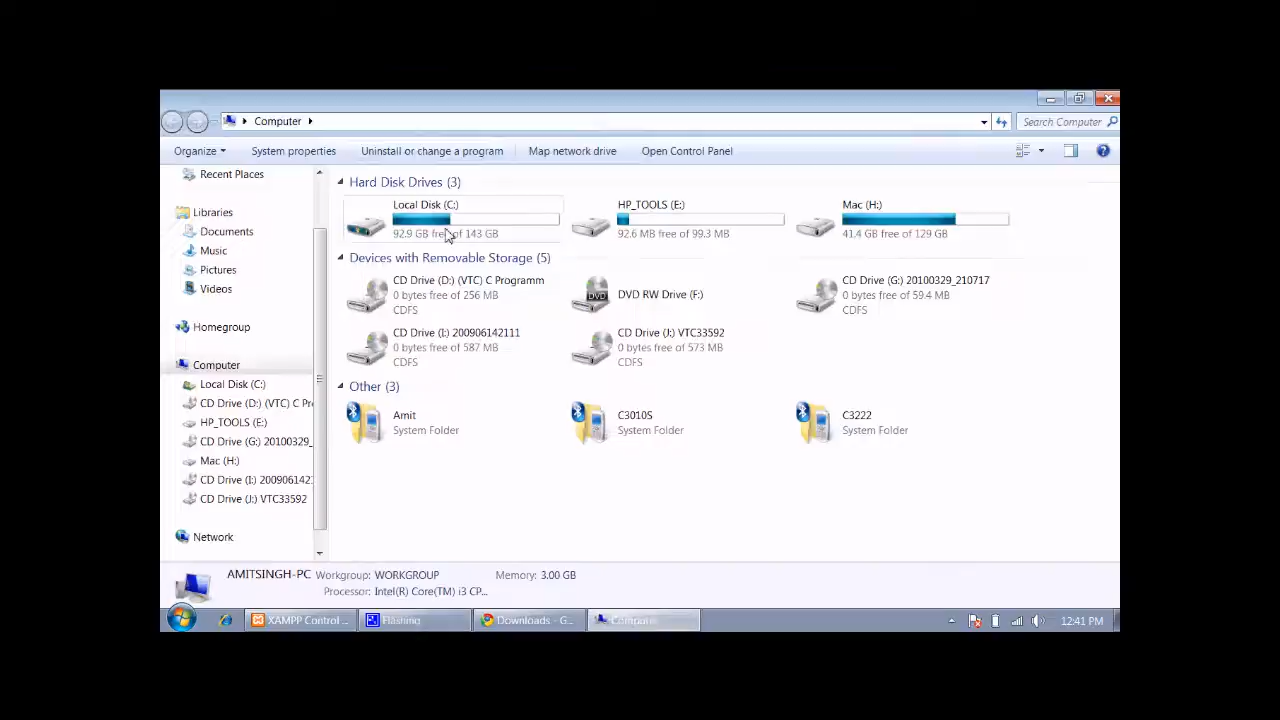 Computer
Search Computer
Organize
System properties
Uninstall or change a program
Map network drive
Open Control Panel
Recent Places
Libraries
Documents
Music
Pictures
Videos
Homegroup
Computer
Local Disk (C:)
CD Drive (D:) (VTC) C Pr
HP_TOOLS (E:)
CD Drive (G:) 20100329_
Mac (H:)
CD Drive (I:) 200906142
CD Drive (J:) VTC33592
Network
Hard Disk Drives (3)
Local Disk (C:)
92.9 GB free of 143 GB
HP_TOOLS (E:)
92.6 MB free of 99.3 MB
Mac (H:)
41.4 GB free of 129 GB
Devices with Removable Storage (5)
CD Drive (D:) (VTC) C Programm
0 bytes free of 256 MB
CDFS
DVD RW Drive (F:)
CD Drive (G:) 20100329_210717
0 bytes free of 59.4 MB
CDFS
CD Drive (I:) 200906142111
0 bytes free of 587 MB
CDFS
CD Drive (J:) VTC33592
0 bytes free of 573 MB
CDFS
Other (3)
Amit
System Folder
C3010S
System Folder
C3222
System Folder
AMITSINGH-PC
Workgroup: WORKGROUP
Memory: 3.00 GB
Processor: Intel(R) Core(TM) i3 CP...
XAMPP Control ...
Flashing
Downloads - G...
Computer
12:41 PM